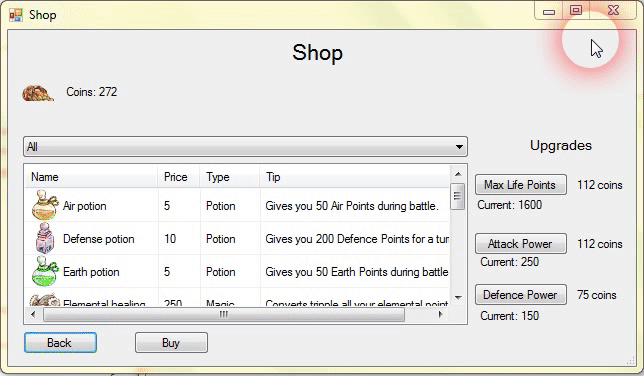 Shop
Shop
Coins: 272
All
Upgrades
Name Price Type Tip
Air potion 5 Potion Gives you 50 Air Points during battle.
Defense potion 10 Potion Gives you 200 Defence Points for a tur
Earth potion 5 Potion Gives you 50 Earth Points during battle
Elemental healing 250 Magic Converts tripple all your elemental point
Max Life Points 112 coins
Current: 1600
Attack Power 112 coins
Current: 250
Defence Power 75 coins
Current: 150
Back Buy